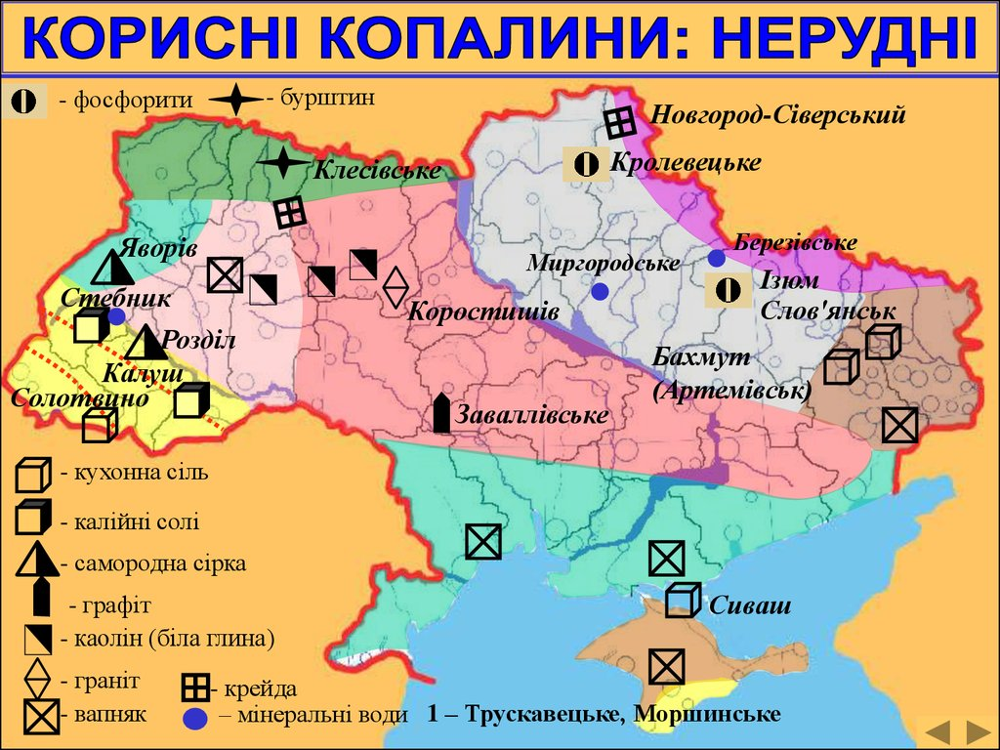 КОРИСНІ КОПАЛИНИ: НЕРУДНІ
- фосфорити
- бурштин
Новгород-Сіверський
Клесівське
Кролевецьке
Яворів
Березівське
Миргородське
Ізюм
Стебник
Коростишів
Слов'янськ
Розділ
Бахмут
(Артемівськ)
Калуш
Солотвино
Заваллівське
- кухонна сіль
- калійні солі
- самородна сірка
- графіт
Сиваш
- каолін (біла глина)
- граніт
- крейда
- вапняк
– мінеральні води 1 – Трускавецьке, Моршинське